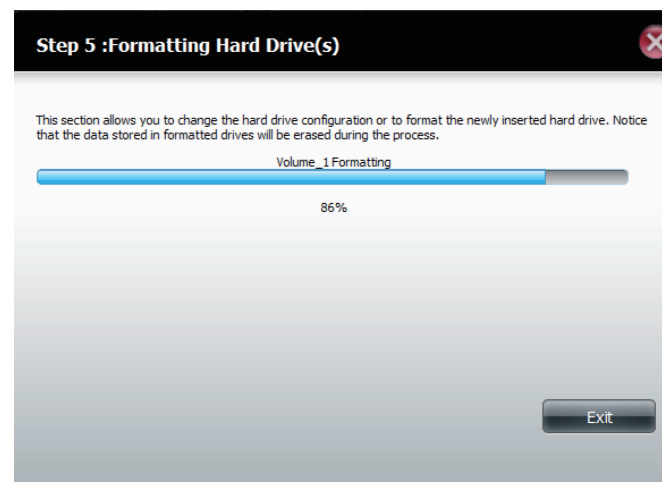 Step 5 :Formatting Hard Drive(s)
This section allows you to change the hard drive configuration or to format the newly inserted hard drive. Notice
that the data stored in formatted drives will be erased during the process.
Volume_1 Formatting
86%
Exit